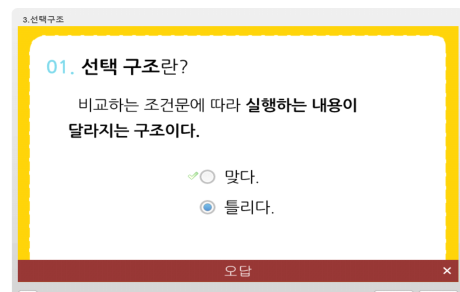 3.선택구조
01. 선택 구조란?
비교하는 조건문에 따라 실행하는 내용이
달라지는 구조이다.
맞다.
틀리다.
오답 ×